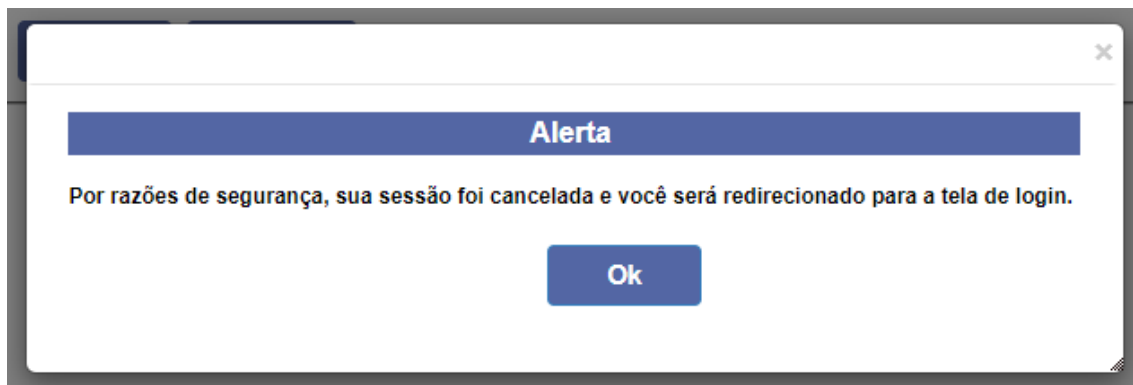 ×
Alerta
Por razões de segurança, sua sessão foi cancelada e você será redirecionado para a tela de login.
Ok